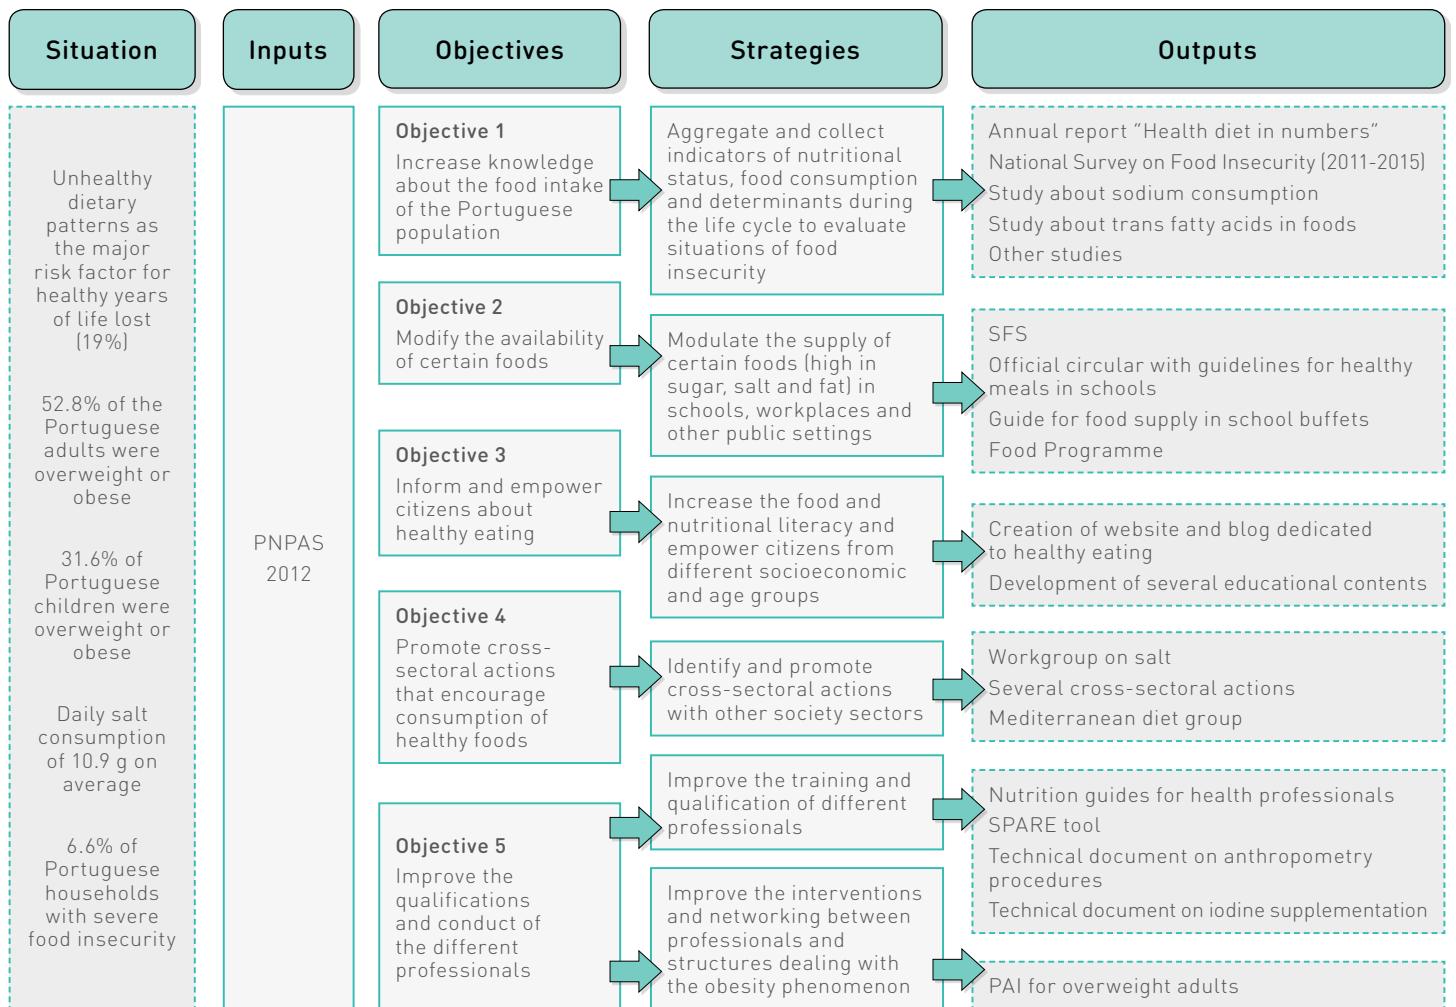 Situation
Inputs
Objectives
Strategies
Outputs
Unhealthy
dietary
patterns as
the major
risk factor for
healthy years
of life lost
(19%)
52.8% of the
Portuguese
adults were
overweight or
obese
31.6% of
Portuguese
children were
overweight or
obese
Daily salt
consumption
of 10.9 g on
average
6.6% of
Portuguese
households
with severe
food insecurity
PNPAS
2012
Objective 1
Increase knowledge
about the food intake
of the Portuguese
population
Objective 2
Modify the availability
of certain foods
Objective 3
Inform and empower
citizens about
healthy eating
Objective 4
Promote cross-
sectoral actions
that encourage
consumption of
healthy foods
Objective 5
Improve the
qualifications
and conduct of
the different
professionals
Aggregate and collect
indicators of nutritional
status, food consumption
and determinants during
the life cycle to evaluate
situations of food
insecurity
Modulate the supply of
certain foods (high in
sugar, salt and fat) in
schools, workplaces and
other public settings
Increase the food and
nutritional literacy and
empower citizens from
different socioeconomic
and age groups
Identify and promote
cross-sectoral actions
with other society sectors
Improve the training and
qualification of different
professionals
Improve the interventions
and networking between
professionals and
structures dealing with
the obesity phenomenon
Annual report "Health diet in numbers"
National Survey on Food Insecurity (2011-2015)
Study about sodium consumption
Study about trans fatty acids in foods
Other studies
SFS
Official circular with guidelines for healthy
meals in schools
Guide for food supply in school buffets
Food Programme
Creation of website and blog dedicated
to healthy eating
Development of several educational contents
Workgroup on salt
Several cross-sectoral actions
Mediterranean diet group
Nutrition guides for health professionals
SPARE tool
Technical document on anthropometry
procedures
Technical document on iodine supplementation
PAI for overweight adults